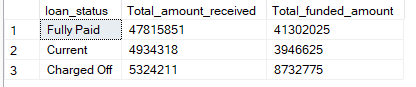 loan_status Total_amount_received Total_funded_amount
1 Fully Paid 47815851 41302025
2 Current 4934318 3946625
3 Charged Off 5324211 8732775